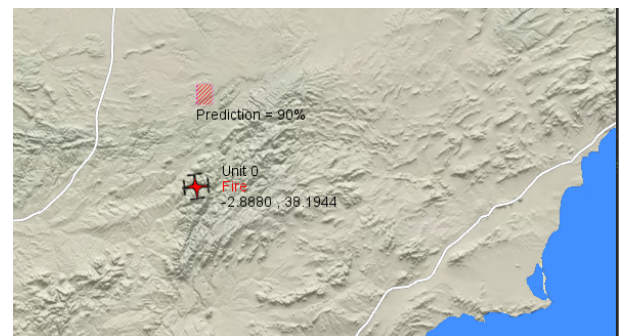 Prediction = 90%
Unit 0
Fire
-2.8880 , 38.1944